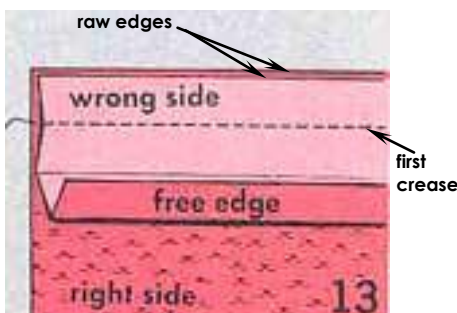 raw edges
wrong side
first
crease
free edge
right side
13